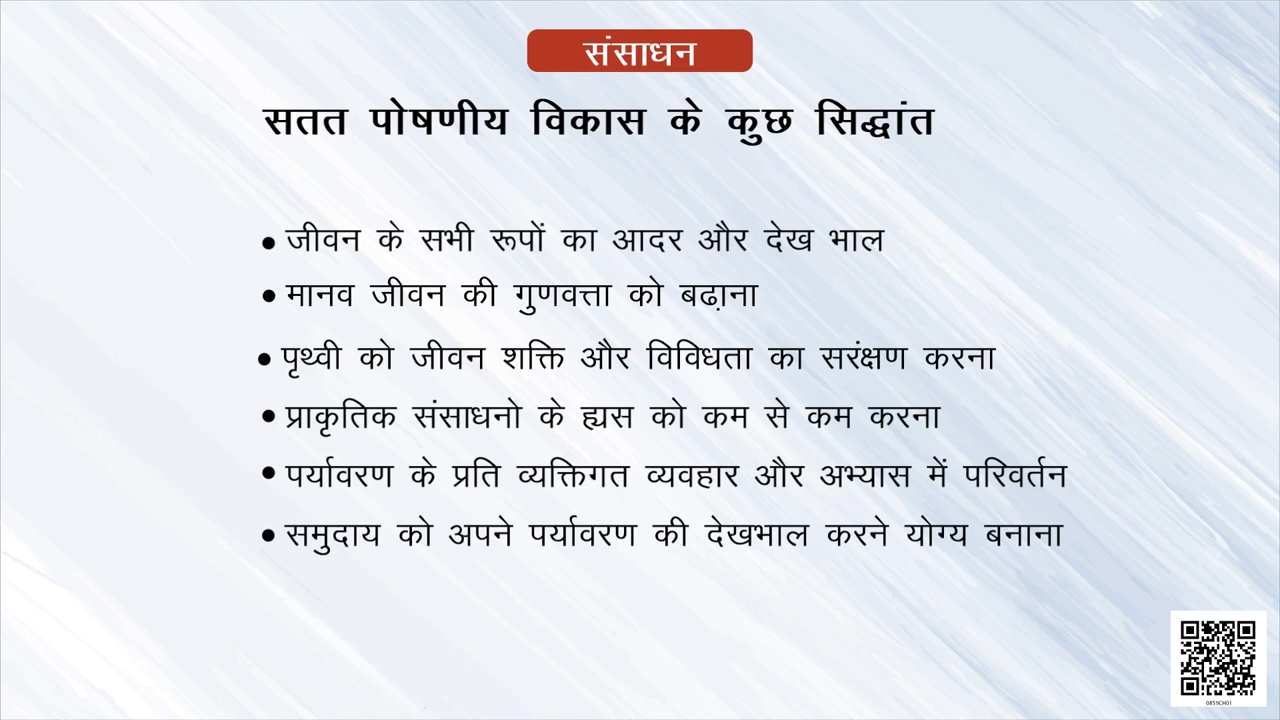 संसाधन
सतत पोषणीय विकास के कुछ सिद्धांत
• जीवन के सभी रूपों का आदर और देख भाल
• मानव जीवन की गुणवत्ता को बढा़ना
• पृथ्वी को जीवन शक्ति और विविधता का सरंक्षण करना
• प्राकृतिक संसाधनो के ह्यस को कम से कम करना
• पर्यावरण के प्रति व्यक्तिगत व्यवहार और अभ्यास में परिवर्तन
• समुदाय को अपने पर्यावरण की देखभाल करने योग्य बनाना
0859CH01